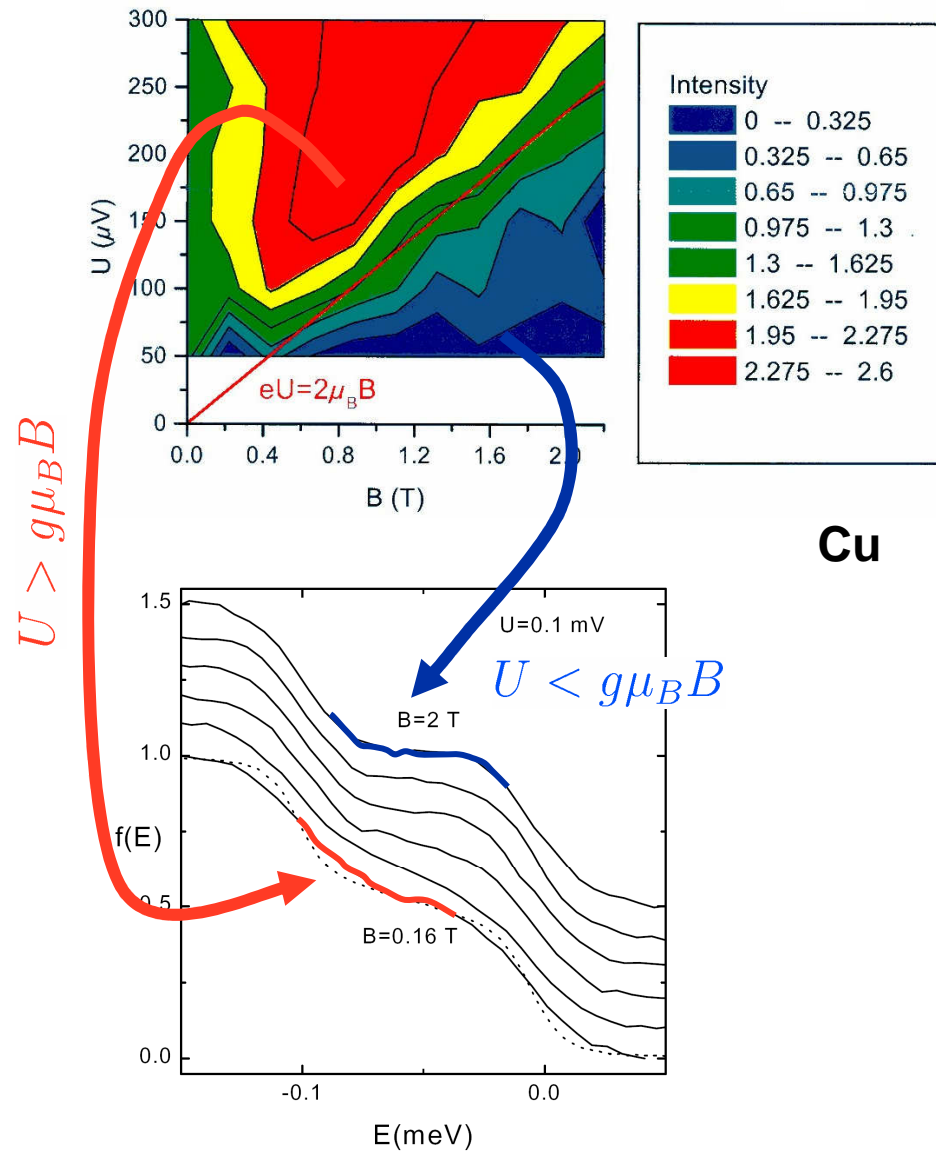 300
250
200
150
100
50
0
U (μV)
0.0
0.4
0.8
1.2
1.6
2.0
B (T)
eU=2μ_B B
Intensity
0 -- 0.325
0.325 -- 0.65
0.65 -- 0.975
0.975 -- 1.3
1.3 -- 1.625
1.625 -- 1.95
1.95 -- 2.275
2.275 -- 2.6
Cu
U > gμ_B B
U < gμ_B B
1.5
1.0
0.5
0.0
f(E)
U=0.1 mV
B=2 T
B=0.16 T
-0.1
0.0
E(meV)